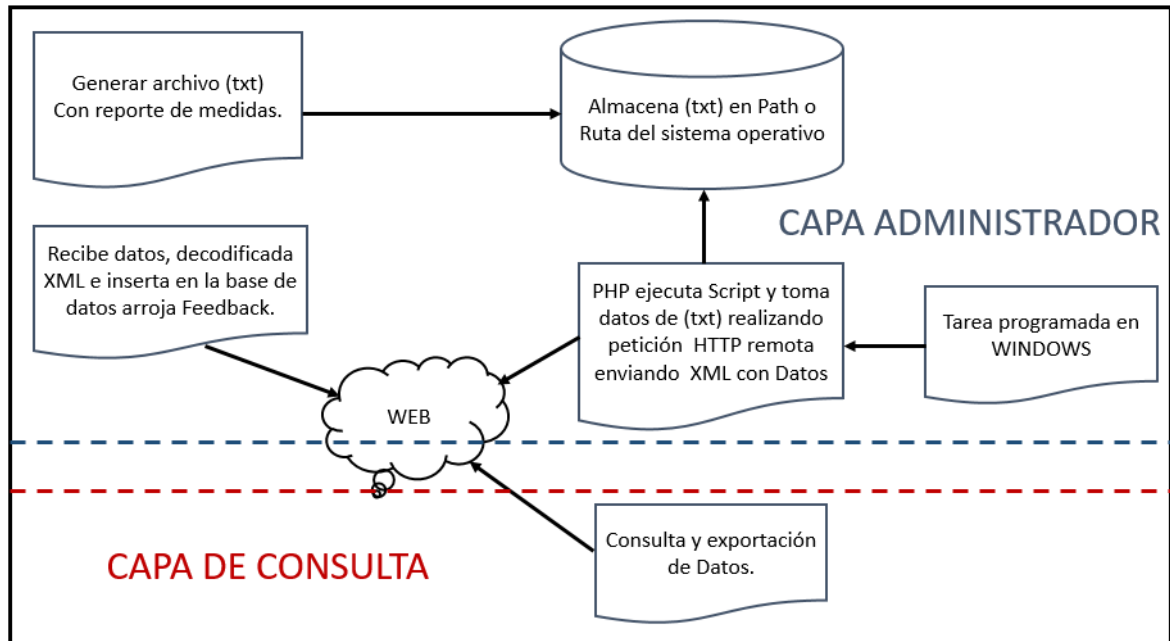 Generar archivo (txt)
Con reporte de medidas.
Almacena (txt) en Path o
Ruta del sistema operativo
CAPA ADMINISTRADOR
Recibe datos, decodificada
XML e inserta en la base de
datos arroja Feedback.
PHP ejecuta Script y toma
datos de (txt) realizando
petición HTTP remota
enviando XML con Datos
Tarea programada en
WINDOWS
WEB
CAPA DE CONSULTA
Consulta y exportación
de Datos.